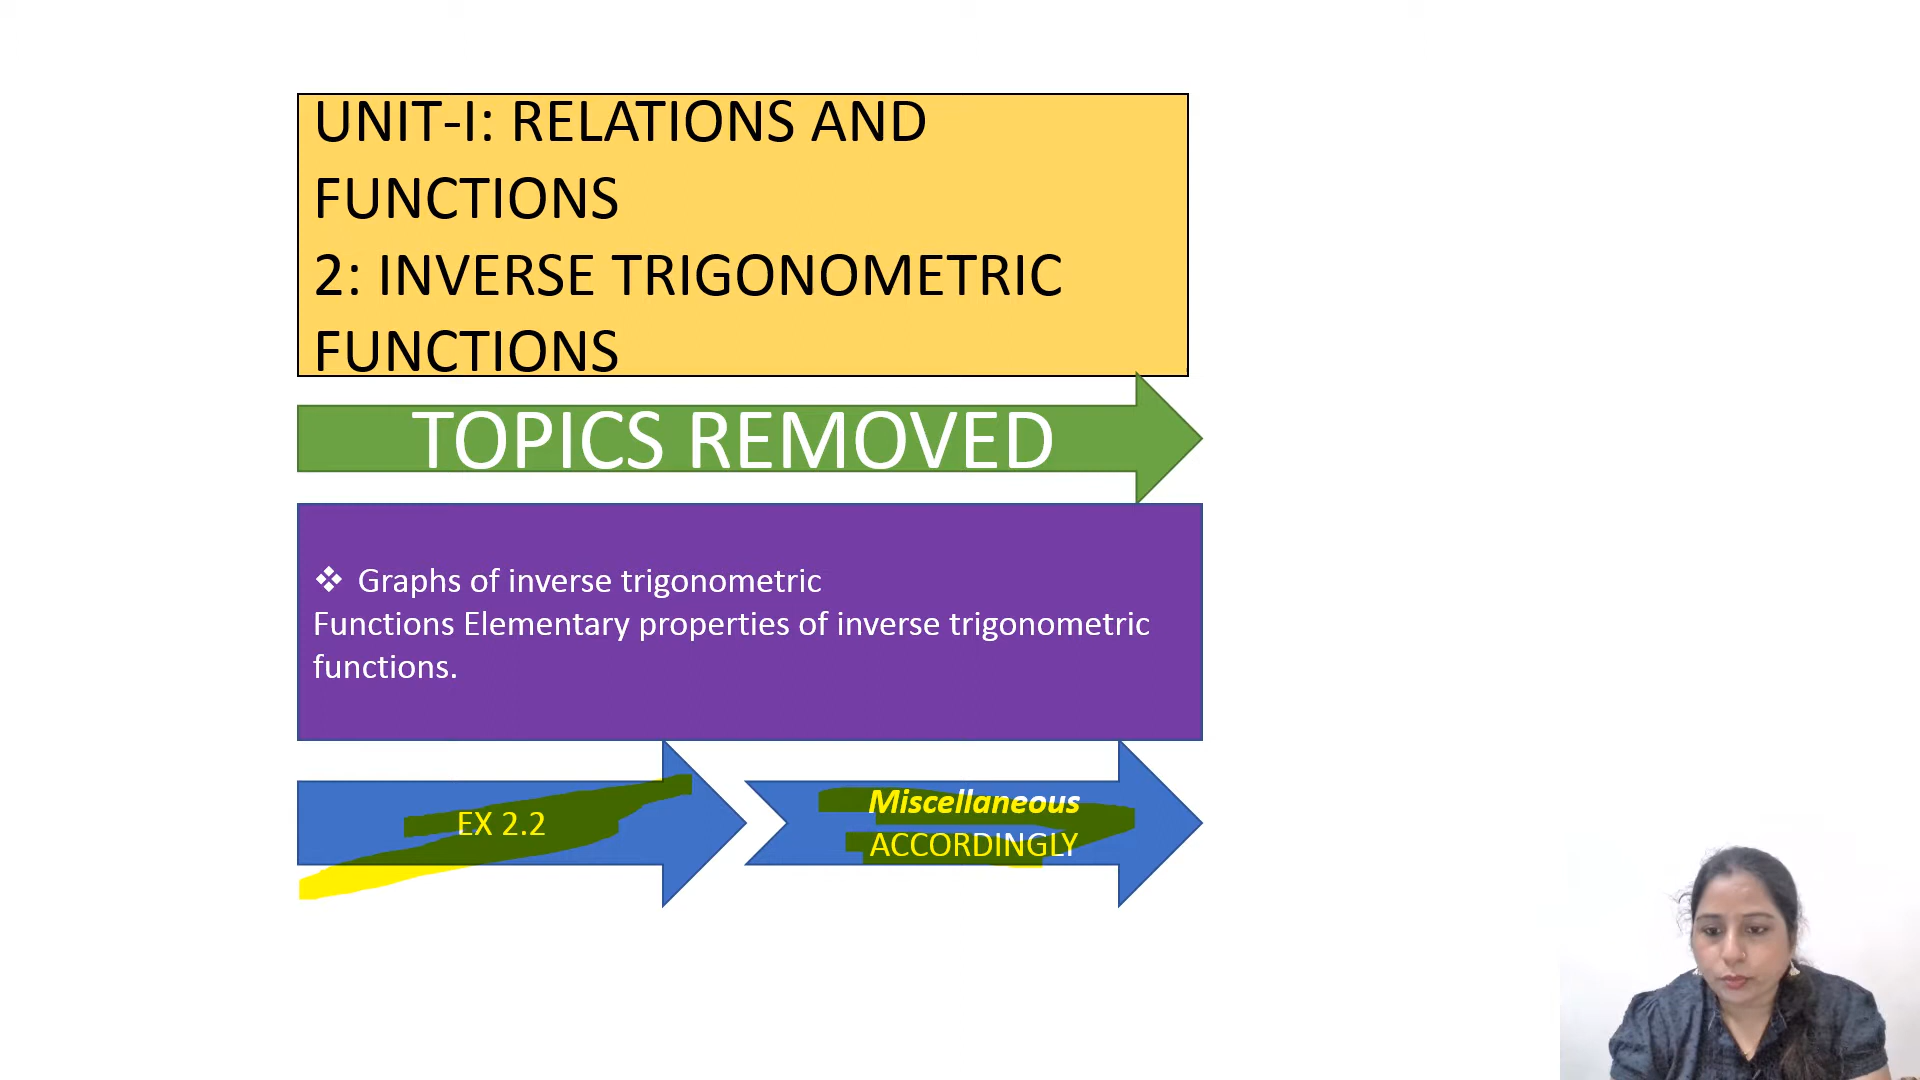 UNIT-I: RELATIONS AND
FUNCTIONS
2: INVERSE TRIGONOMETRIC
FUNCTIONS
TOPICS REMOVED
❖ Graphs of inverse trigonometric
Functions Elementary properties of inverse trigonometric
functions.
EX 2.2
Miscellaneous
ACCORDINGLY